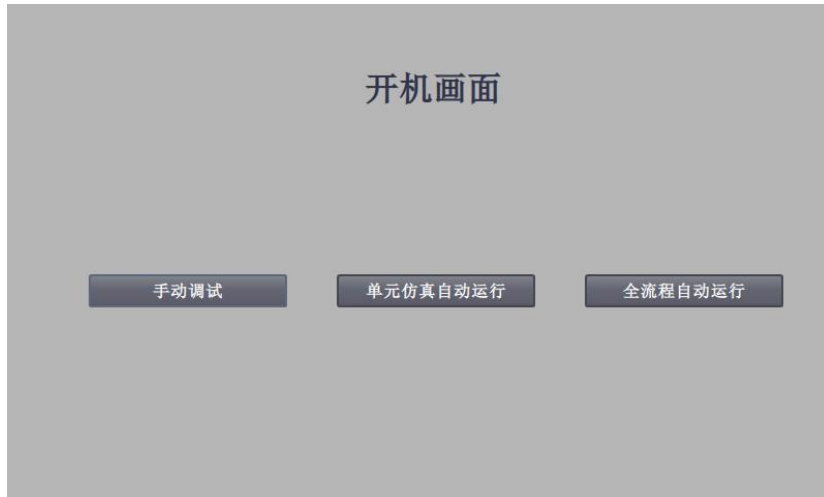 开机画面
手动调试
单元仿真自动运行
全流程自动运行